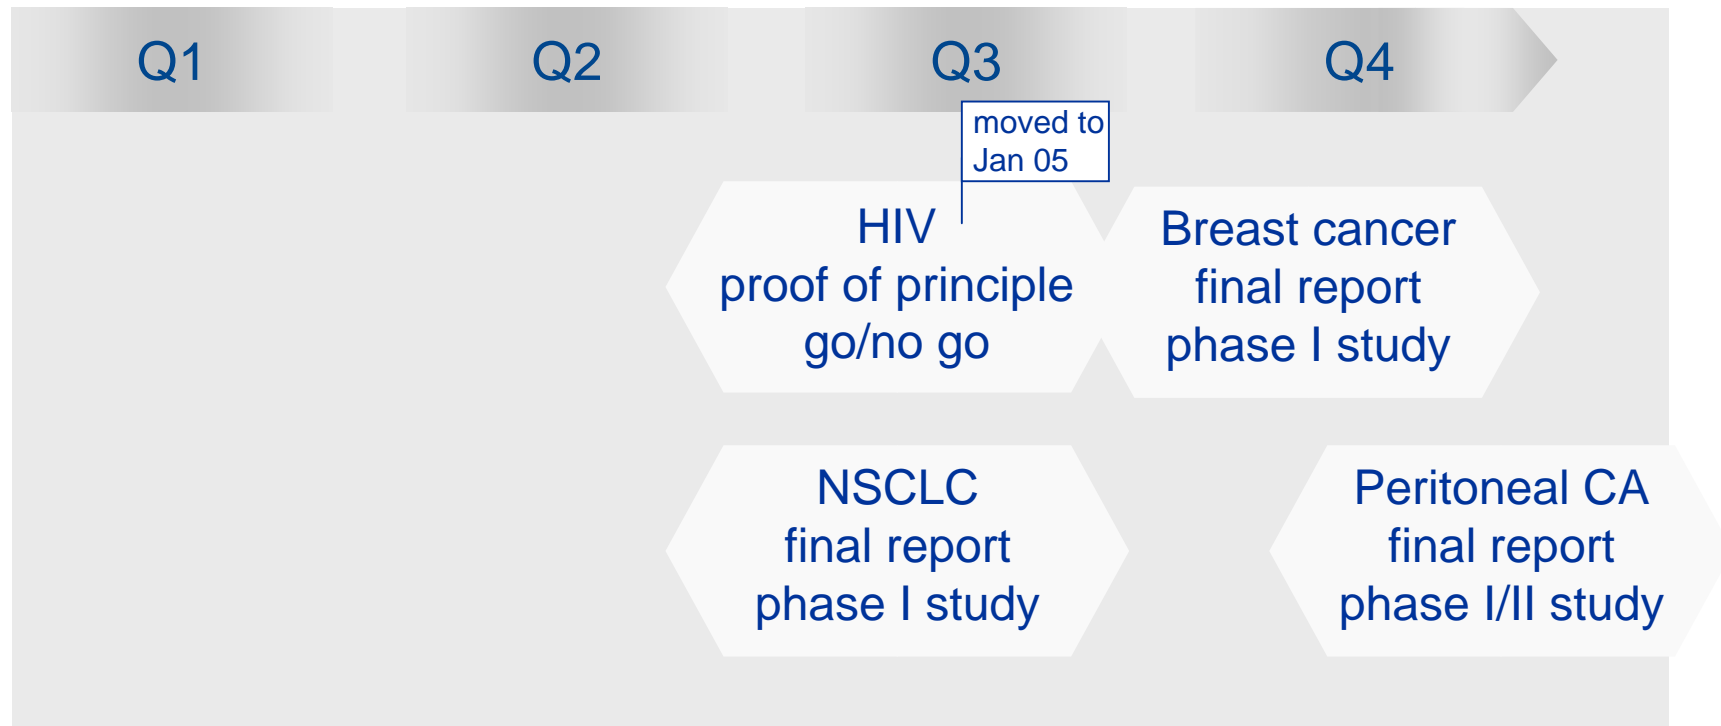 Q1
Q2
Q3
Q4
moved to
Jan 05
HIV
proof of principle
go/no go
Breast cancer
final report
phase I study
NSCLC
final report
phase I study
Peritoneal CA
final report
phase I/II study